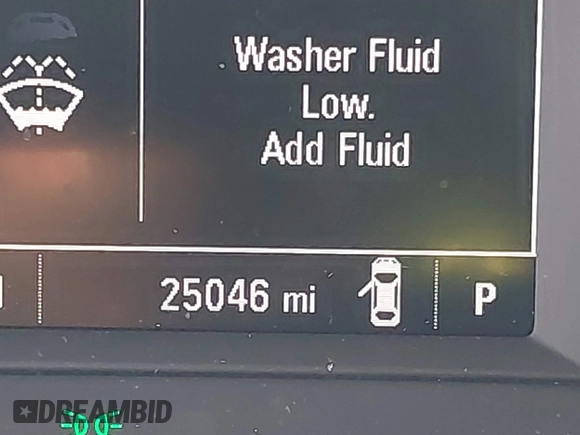 Washer Fluid
Low.
Add Fluid
25046 mi
P
DREAMBID